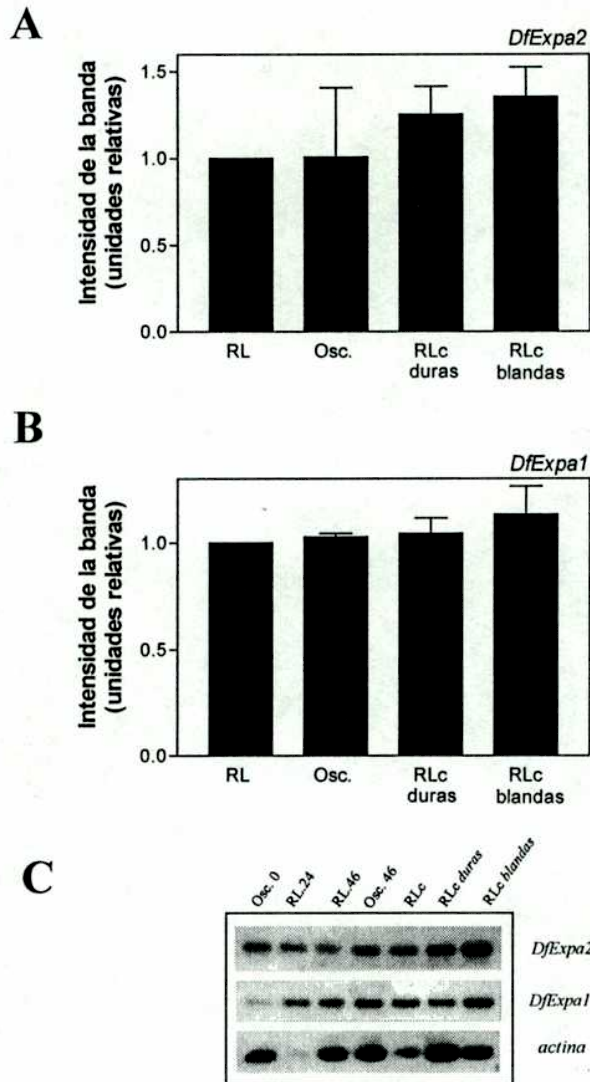 A
DfExpa2
Intensidad de la banda
(unidades relativas)
1.5
1.0
0.5
0.0
RL Osc. RLc duras RLc blandas
B
DfExpa1
Intensidad de la banda
(unidades relativas)
1.0
0.5
0.0
RL Osc. RLc duras RLc blandas
C
Osc. 0 RL.24 RL.46 Osc. 46 RLc RLc duras RLc blandas
DfExpa2
DfExpa1
actina